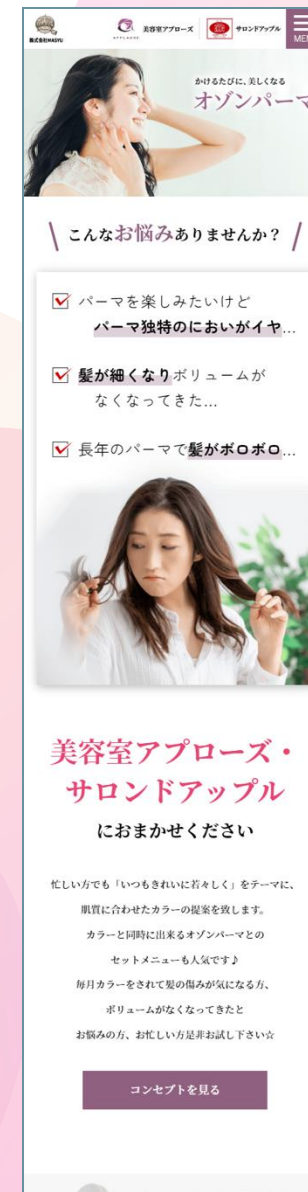 株式会社MASYU
APPLAUSE
美容室アプローズ
サロンドアップル
かけるたびに、美しくなる
オゾンパーマ
こんなお悩みありませんか？
パーマを楽しみたいけど
パーマ独特のにおいがイヤ…
髪が細くなりボリュームが
なくなってきた…
長年のパーマで髪がボロボロ…
美容室アプローズ・
サロンドアップル
におまかせください
忙しい方でも「いつもきれいに若々しく」をテーマに、
肌質に合わせたカラーの提案を致します。
カラーと同時に出来るオゾンパーマとの
セットメニューも人気です♪
毎月カラーをされて髪の傷みが気になる方、
ボリュームがなくなってきたと
お悩みの方、お忙しい方是非お試し下さい☆
コンセプトを見る